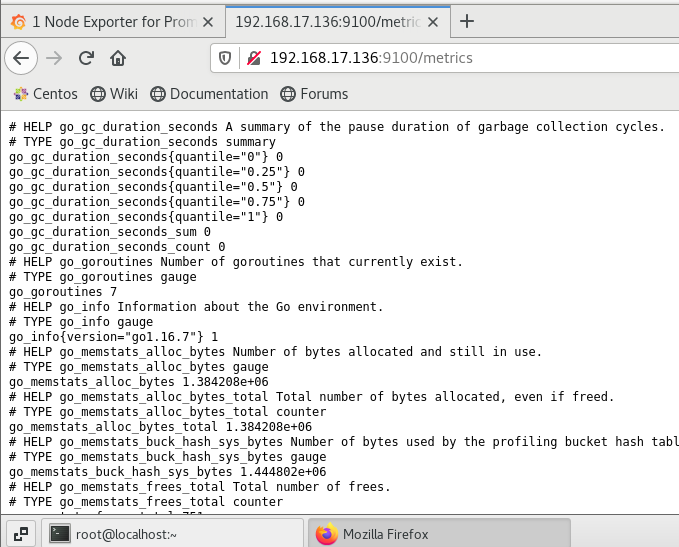 1 Node Exporter for Prom
192.168.17.136:9100/metric
192.168.17.136:9100/metrics
Centos Wiki Documentation Forums
# HELP go_gc_duration_seconds A summary of the pause duration of garbage collection cycles.
# TYPE go_gc_duration_seconds summary
go_gc_duration_seconds{quantile="0"} 0
go_gc_duration_seconds{quantile="0.25"} 0
go_gc_duration_seconds{quantile="0.5"} 0
go_gc_duration_seconds{quantile="0.75"} 0
go_gc_duration_seconds{quantile="1"} 0
go_gc_duration_seconds_sum 0
go_gc_duration_seconds_count 0
# HELP go_goroutines Number of goroutines that currently exist.
# TYPE go_goroutines gauge
go_goroutines 7
# HELP go_info Information about the Go environment.
# TYPE go_info gauge
go_info{version="go1.16.7"} 1
# HELP go_memstats_alloc_bytes Number of bytes allocated and still in use.
# TYPE go_memstats_alloc_bytes gauge
go_memstats_alloc_bytes 1.384208e+06
# HELP go_memstats_alloc_bytes_total Total number of bytes allocated, even if freed.
# TYPE go_memstats_alloc_bytes_total counter
go_memstats_alloc_bytes_total 1.384208e+06
# HELP go_memstats_buck_hash_sys_bytes Number of bytes used by the profiling bucket hash tabl
# TYPE go_memstats_buck_hash_sys_bytes gauge
go_memstats_buck_hash_sys_bytes 1.444802e+06
# HELP go_memstats_frees_total Total number of frees.
# TYPE go_memstats_frees_total counter
root@localhost:~
Mozilla Firefox